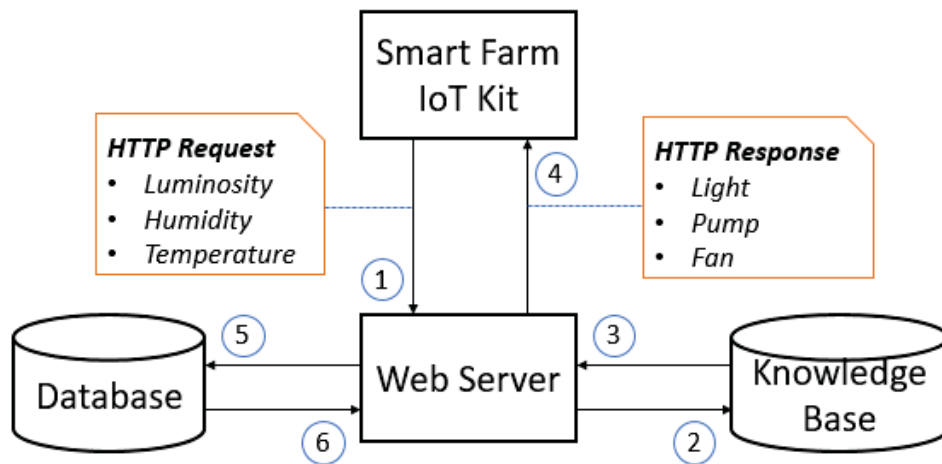 Smart Farm
IoT Kit
HTTP Request
• Luminosity
• Humidity
• Temperature
HTTP Response
• Light
• Pump
• Fan
4
1
5
3
Database
Web Server
Knowledge
Base
6
2